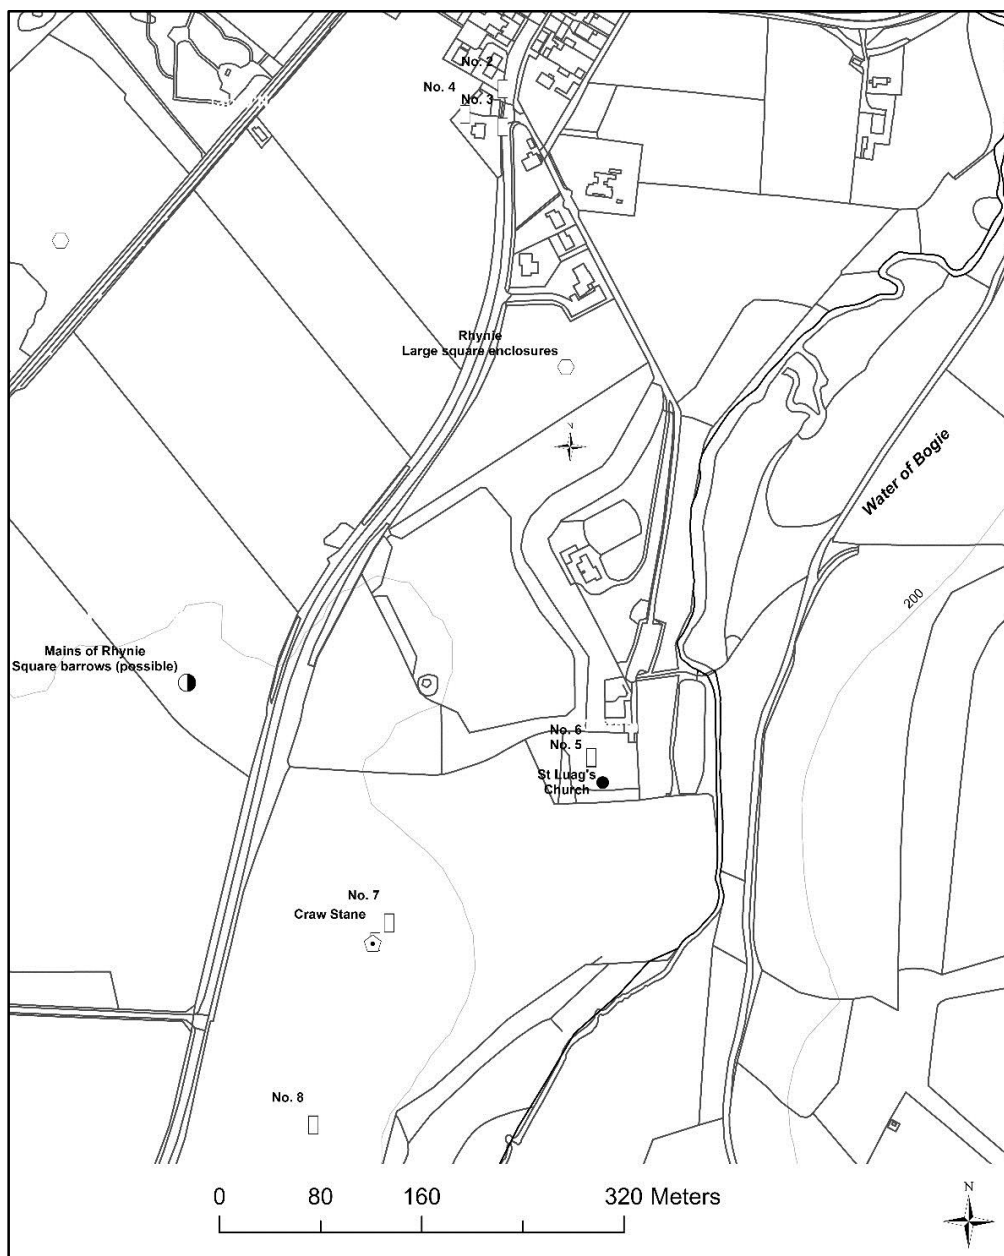 No. 2
No. 4
No. 3
Rhynie
Large square enclosures
N
Water of Bogie
200
Mains of Rhynie
Square barrows (possible)
No. 6
No. 5
St Luag's
Church
No. 7
Craw Stane
No. 8
0 80 160 320 Meters
N